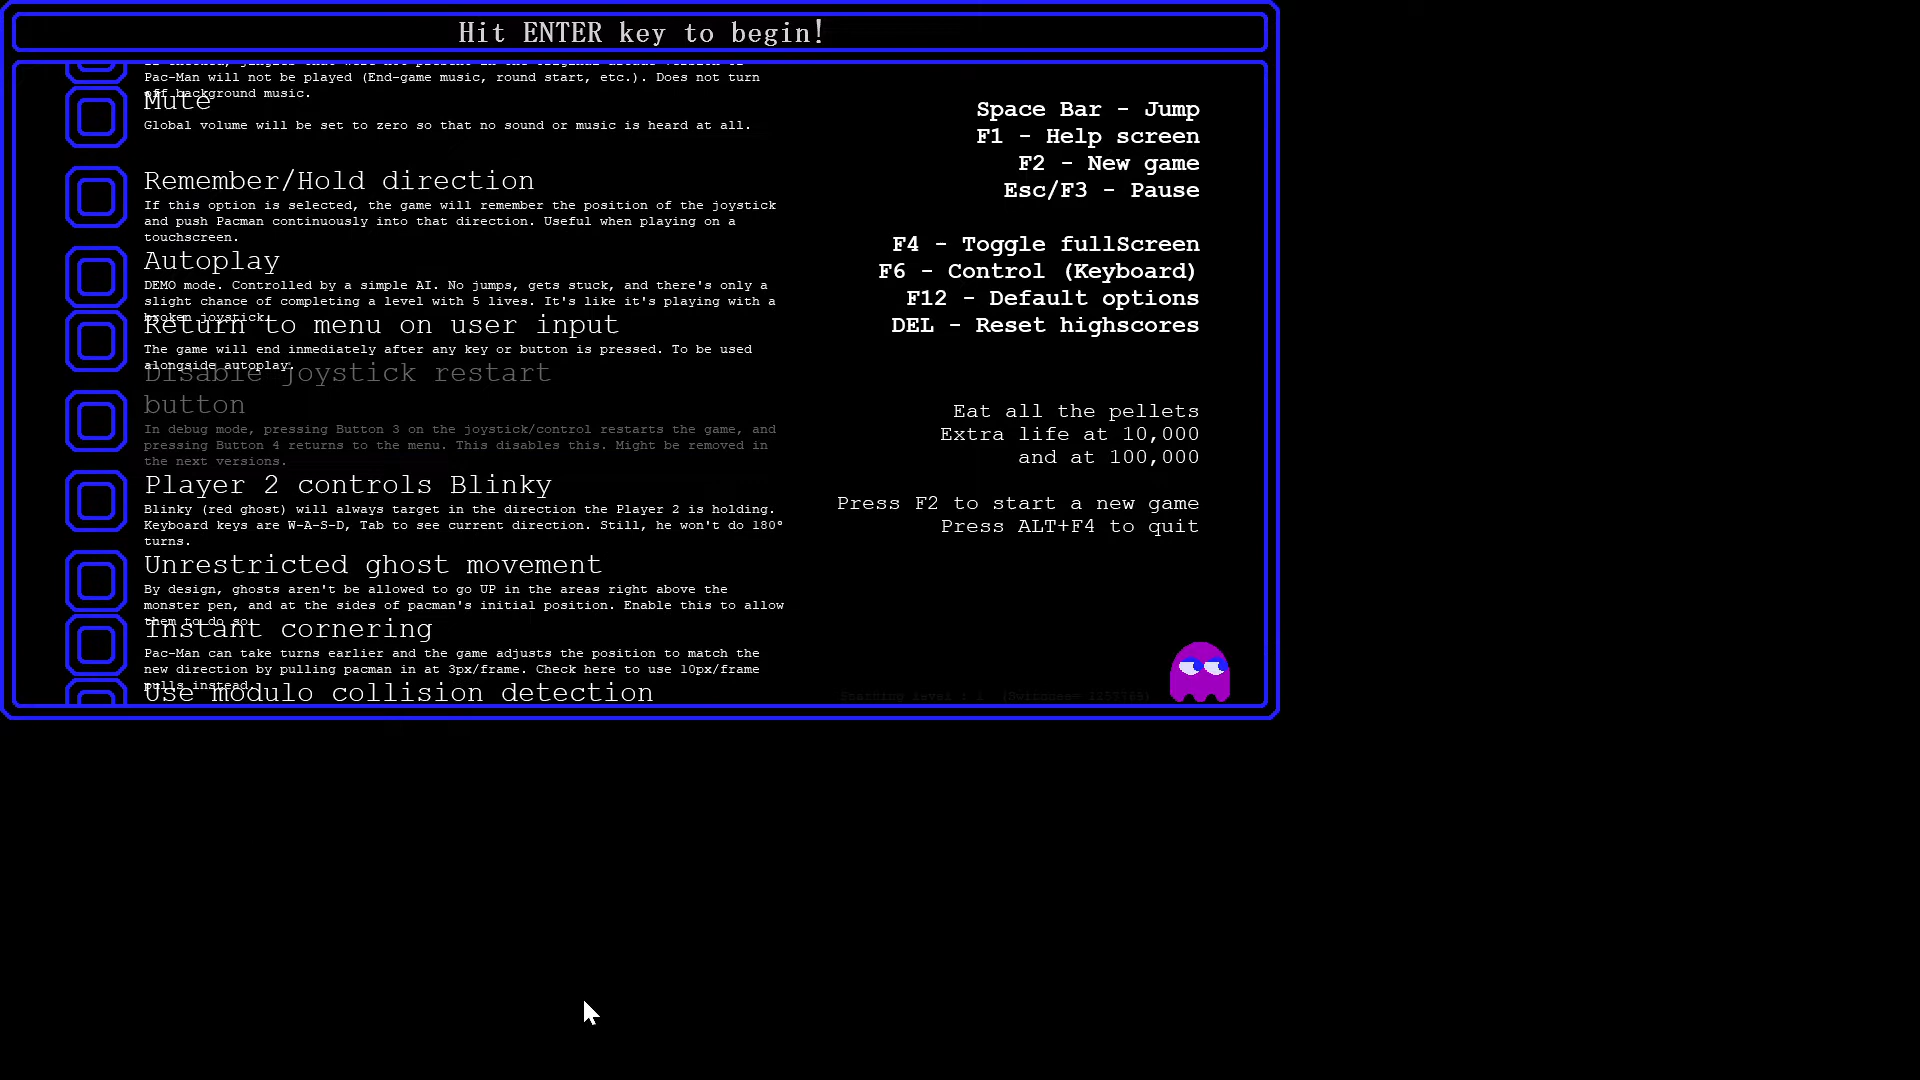 Hit ENTER key to begin!
Pac-Man will not be played (End-game music, round start, etc.). Does not turn
off background music.
Mute
Global volume will be set to zero so that no sound or music is heard at all.
Remember/Hold direction
If this option is selected, the game will remember the position of the joystick
and push Pacman continuously into that direction. Useful when playing on a
touchscreen.
Autoplay
DEMO mode. Controlled by a simple AI. No jumps, gets stuck, and there's only a
slight chance of completing a level with 5 lives. It's like it's playing with a
broken joystick.
Return to menu on user input
The game will end inmediately after any key or button is pressed. To be used
alongside autoplay.
Disable joystick restart
button
In debug mode, pressing Button 3 on the joystick/control restarts the game, and
pressing Button 4 returns to the menu. This disables this. Might be removed in
the next versions.
Player 2 controls Blinky
Blinky (red ghost) will always target in the direction the Player 2 is holding.
Keyboard keys are W-A-S-D, Tab to see current direction. Still, he won't do 180°
turns.
Unrestricted ghost movement
By design, ghosts aren't be allowed to go UP in the areas right above the
monster pen, and at the sides of pacman's initial position. Enable this to allow
them to do so.
Instant cornering
Pac-Man can take turns earlier and the game adjusts the position to match the
new direction by pulling pacman in at 3px/frame. Check here to use 10px/frame
pulls instead.
Use modulo collision detection
Space Bar - Jump
F1 - Help screen
F2 - New game
Esc/F3 - Pause
F4 - Toggle fullScreen
F6 - Control (Keyboard)
F12 - Default options
DEL - Reset highscores
Eat all the pellets
Extra life at 10,000
and at 100,000
Press F2 to start a new game
Press ALT+F4 to quit